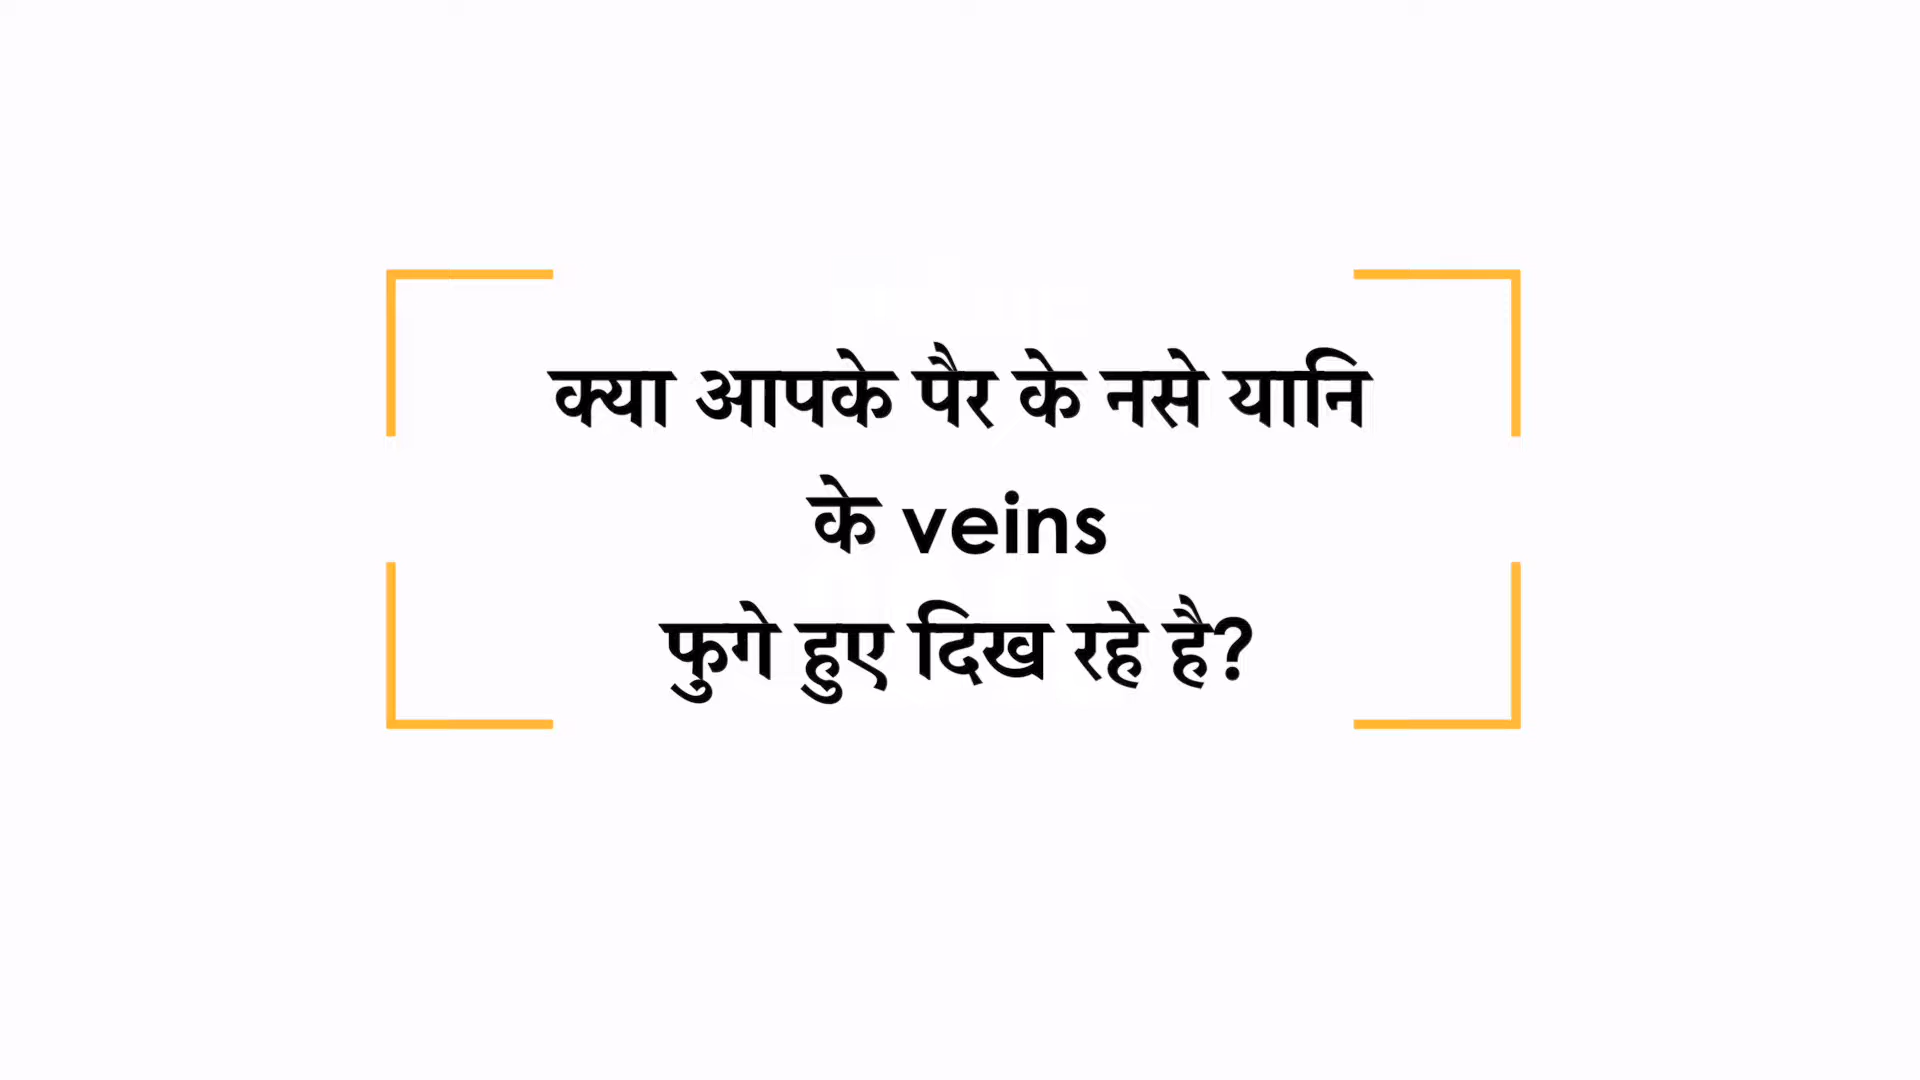 क्या आपके पैर के नसे यानि
के veins
फुगे हुए दिख रहे है?